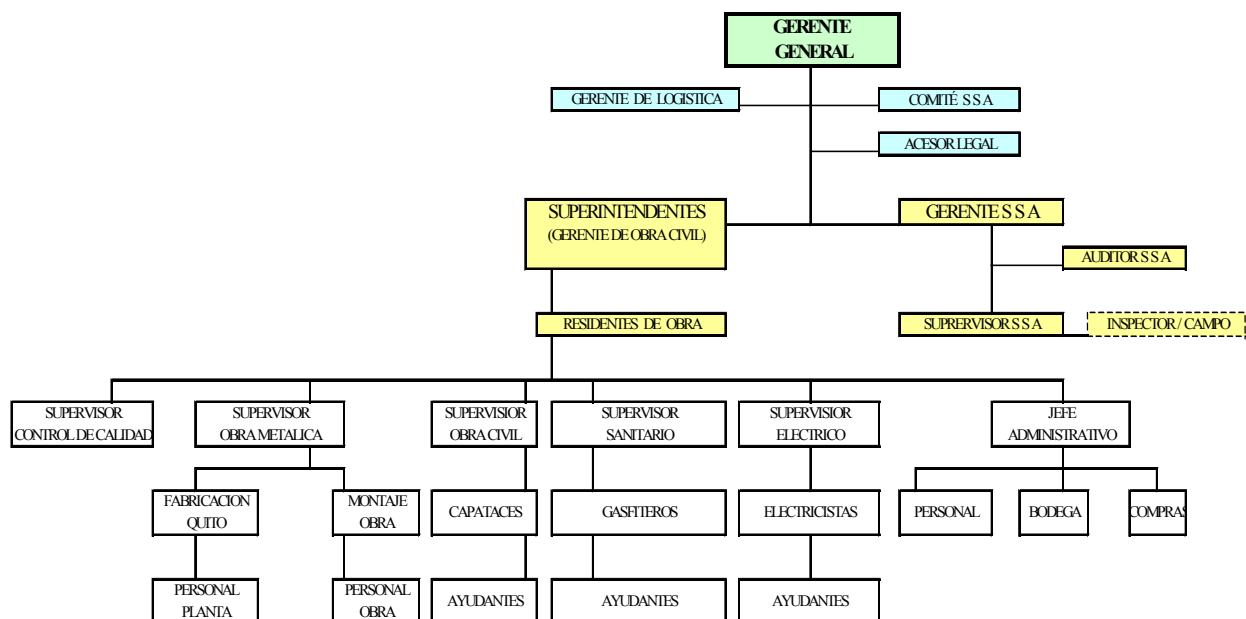 GERENTE
GENERAL
GERENTE DE LOGISTICA
COMITÉ S S A
ACESOR LEGAL
SUPERINTENDENTES
(GERENTE DE OBRA CIVIL)
GERENTE S S A
AUDITOR S S A
RESIDENTES DE OBRA
SUPRERVISOR S S A
INSPECTOR / CAMPO
SUPERVISOR
CONTROL DE CALIDAD
SUPERVISOR
OBRA METALICA
SUPERVISIOR
OBRA CIVIL
SUPERVISOR
SANITARIO
SUPERVISIOR
ELECTRICO
JEFE
ADMINISTRATIVO
FABRICACION
QUITO
MONTAJE
OBRA
CAPATACES
GASFITEROS
ELECTRICISTAS
PERSONAL
BODEGA
COMPRAS
PERSONAL
PLANTA
PERSONAL
OBRA
AYUDANTES
AYUDANTES
AYUDANTES